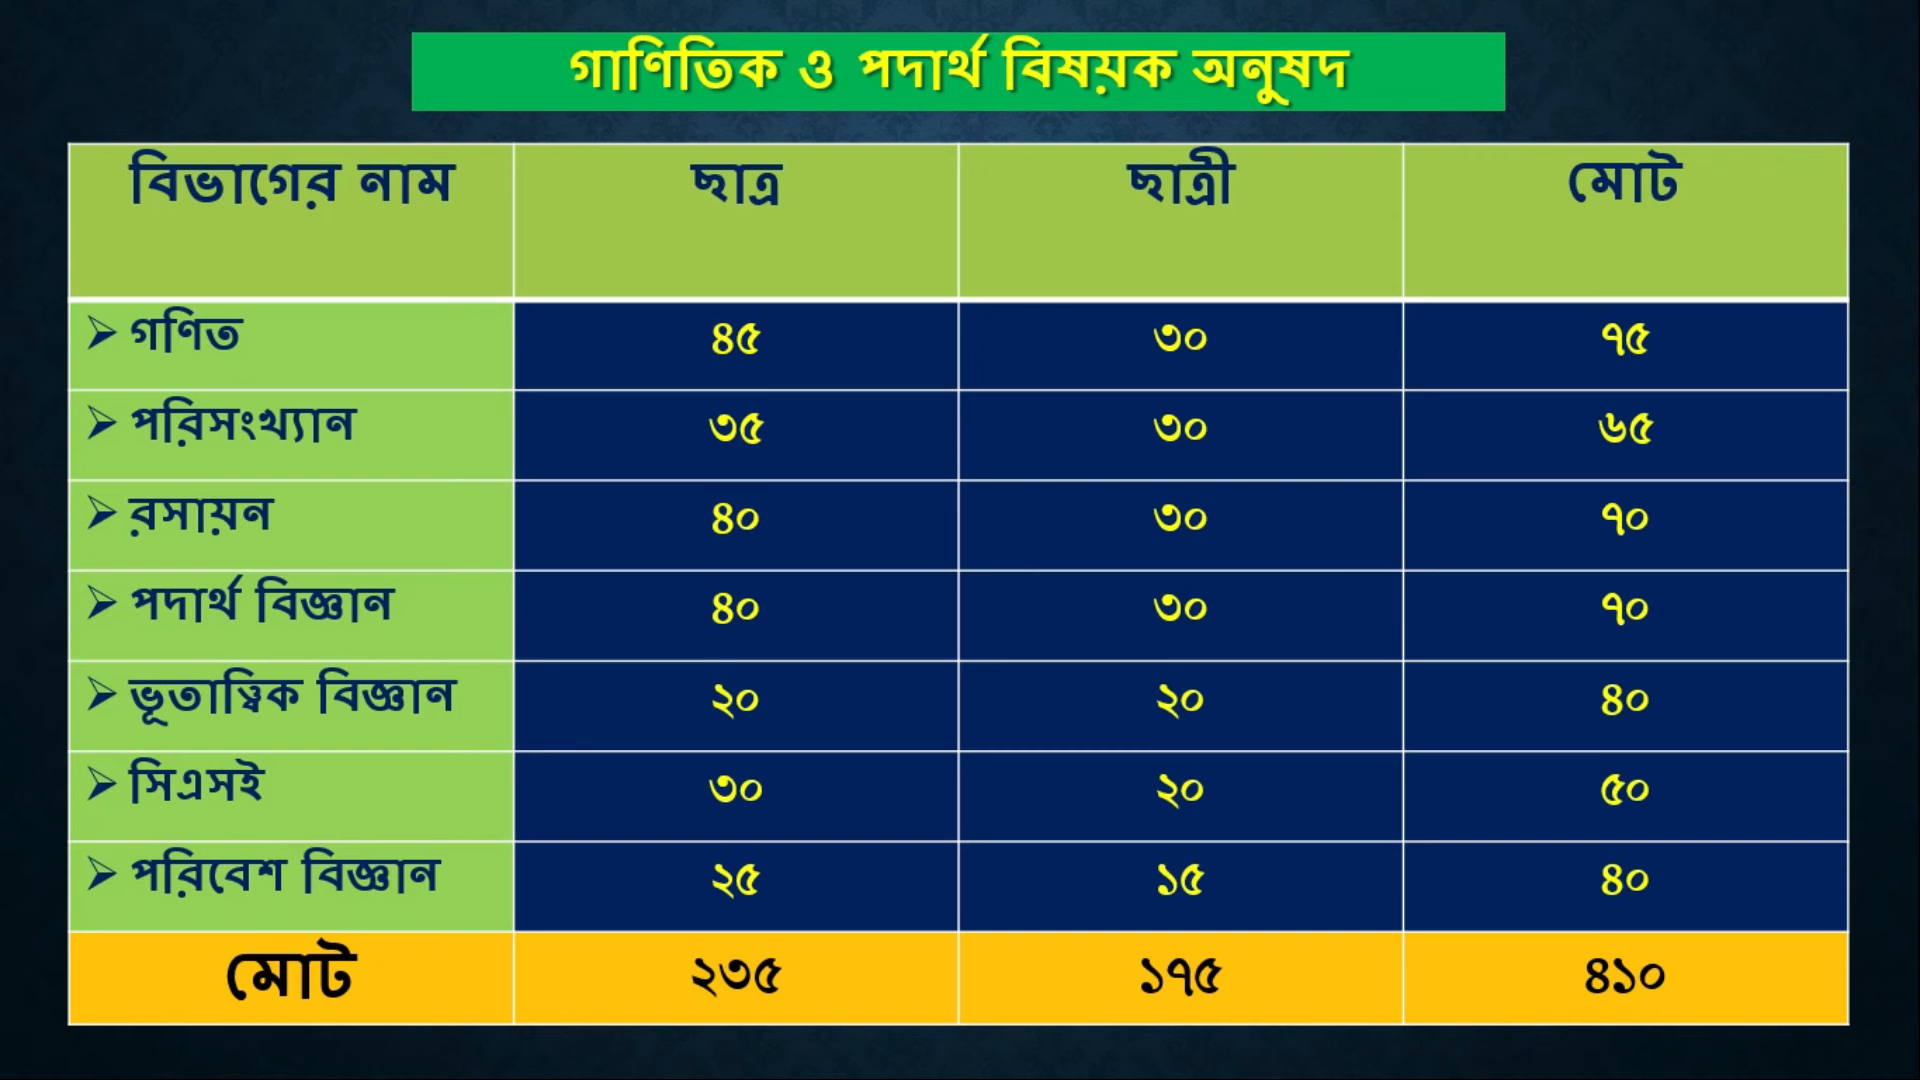 গাণিতিক ও পদার্থ বিষয়ক অনুষদ
বিভাগের নাম ছাত্র ছাত্রী মোট
গণিত ৪৫ ৩০ ৭৫
পরিসংখ্যান ৩৫ ৩০ ৬৫
রসায়ন ৪০ ৩০ ৭০
পদার্থ বিজ্ঞান ৪০ ৩০ ৭০
ভূতাত্ত্বিক বিজ্ঞান ২০ ২০ ৪০
সিএসই ৩০ ২০ ৫০
পরিবেশ বিজ্ঞান ২৫ ১৫ ৪০
মোট ২৩৫ ১৭৫ ৪১০